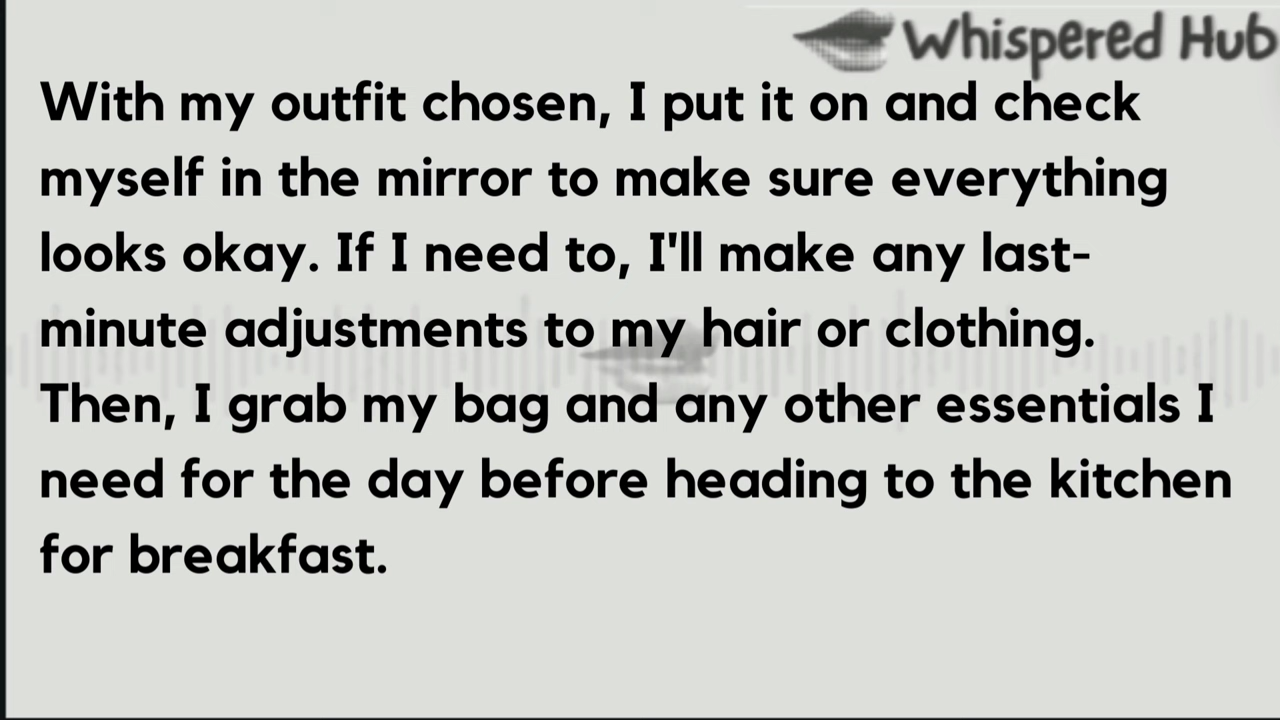 Whispered Hub
With my outfit chosen, I put it on and check
myself in the mirror to make sure everything
looks okay. If I need to, I'll make any last-
minute adjustments to my hair or clothing.
Then, I grab my bag and any other essentials I
need for the day before heading to the kitchen
for breakfast.